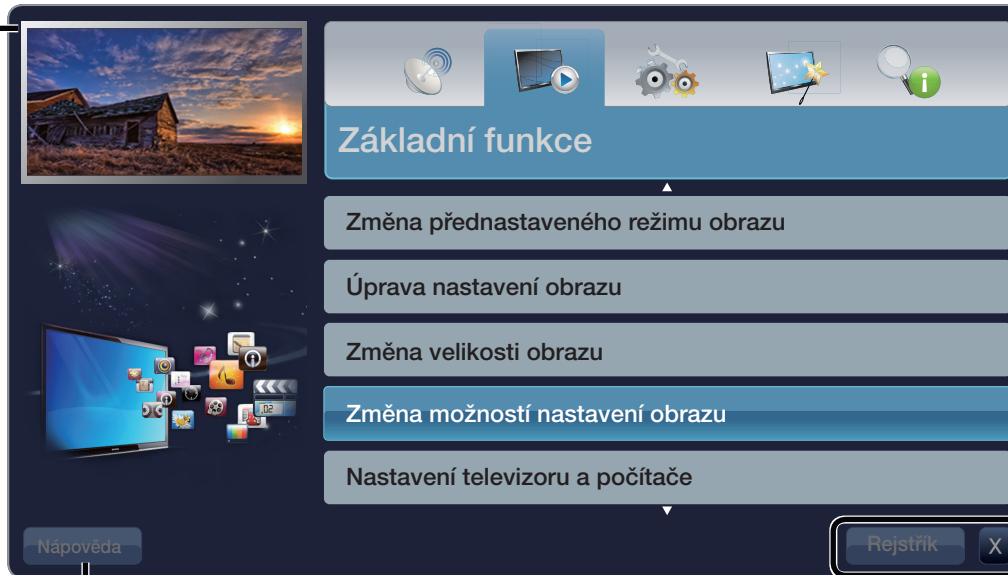 Základní funkce
Změna přednastaveného režimu obrazu
Úprava nastavení obrazu
Změna velikosti obrazu
Změna možností nastavení obrazu
Nastavení televizoru a počítače
Nápověda
Rejstřík
X